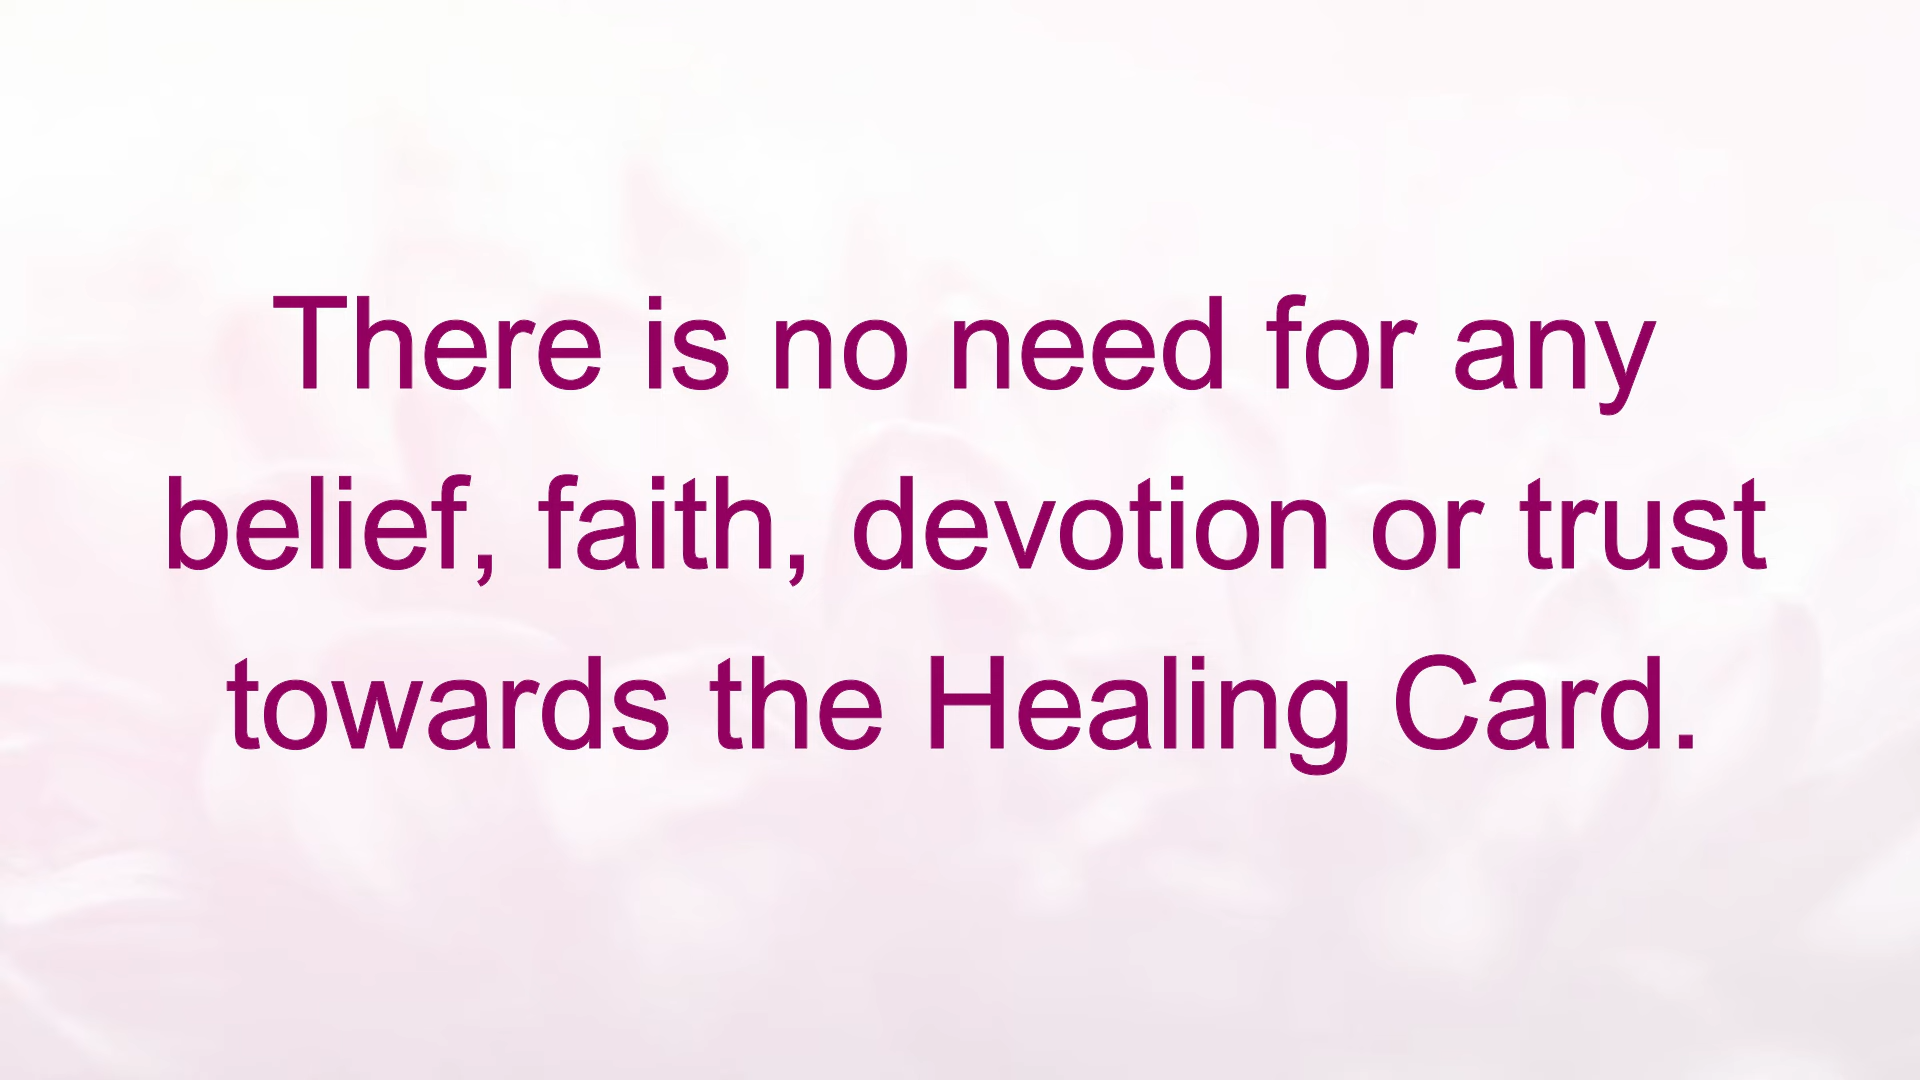 There is no need for any
belief, faith, devotion or trust
towards the Healing Card.